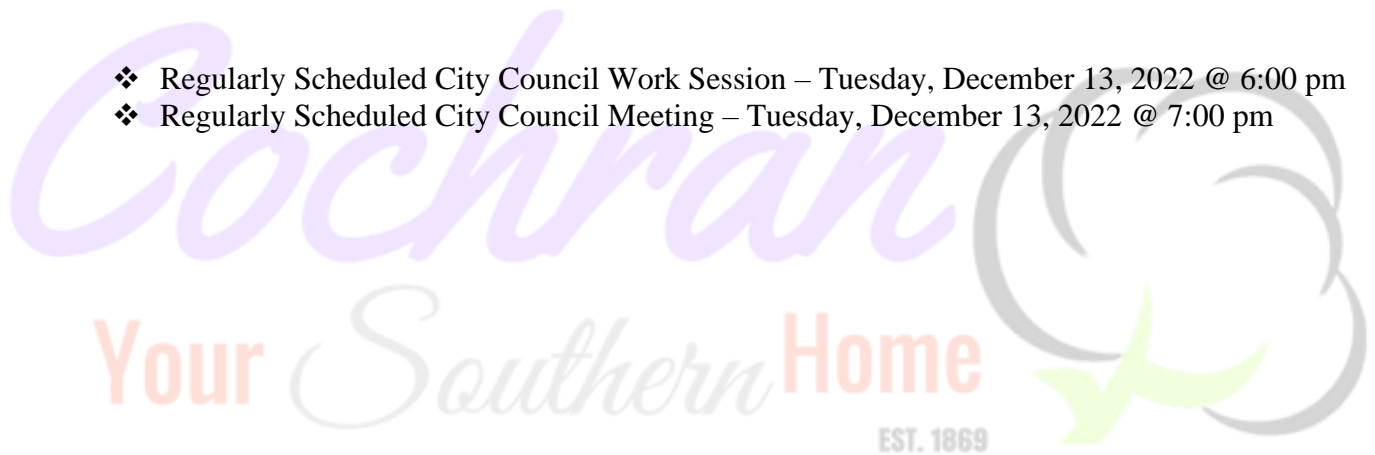 ❖ Regularly Scheduled City Council Work Session – Tuesday, December 13, 2022 @ 6:00 pm
❖ Regularly Scheduled City Council Meeting – Tuesday, December 13, 2022 @ 7:00 pm
Cochran
Your Southern Home
EST. 1869